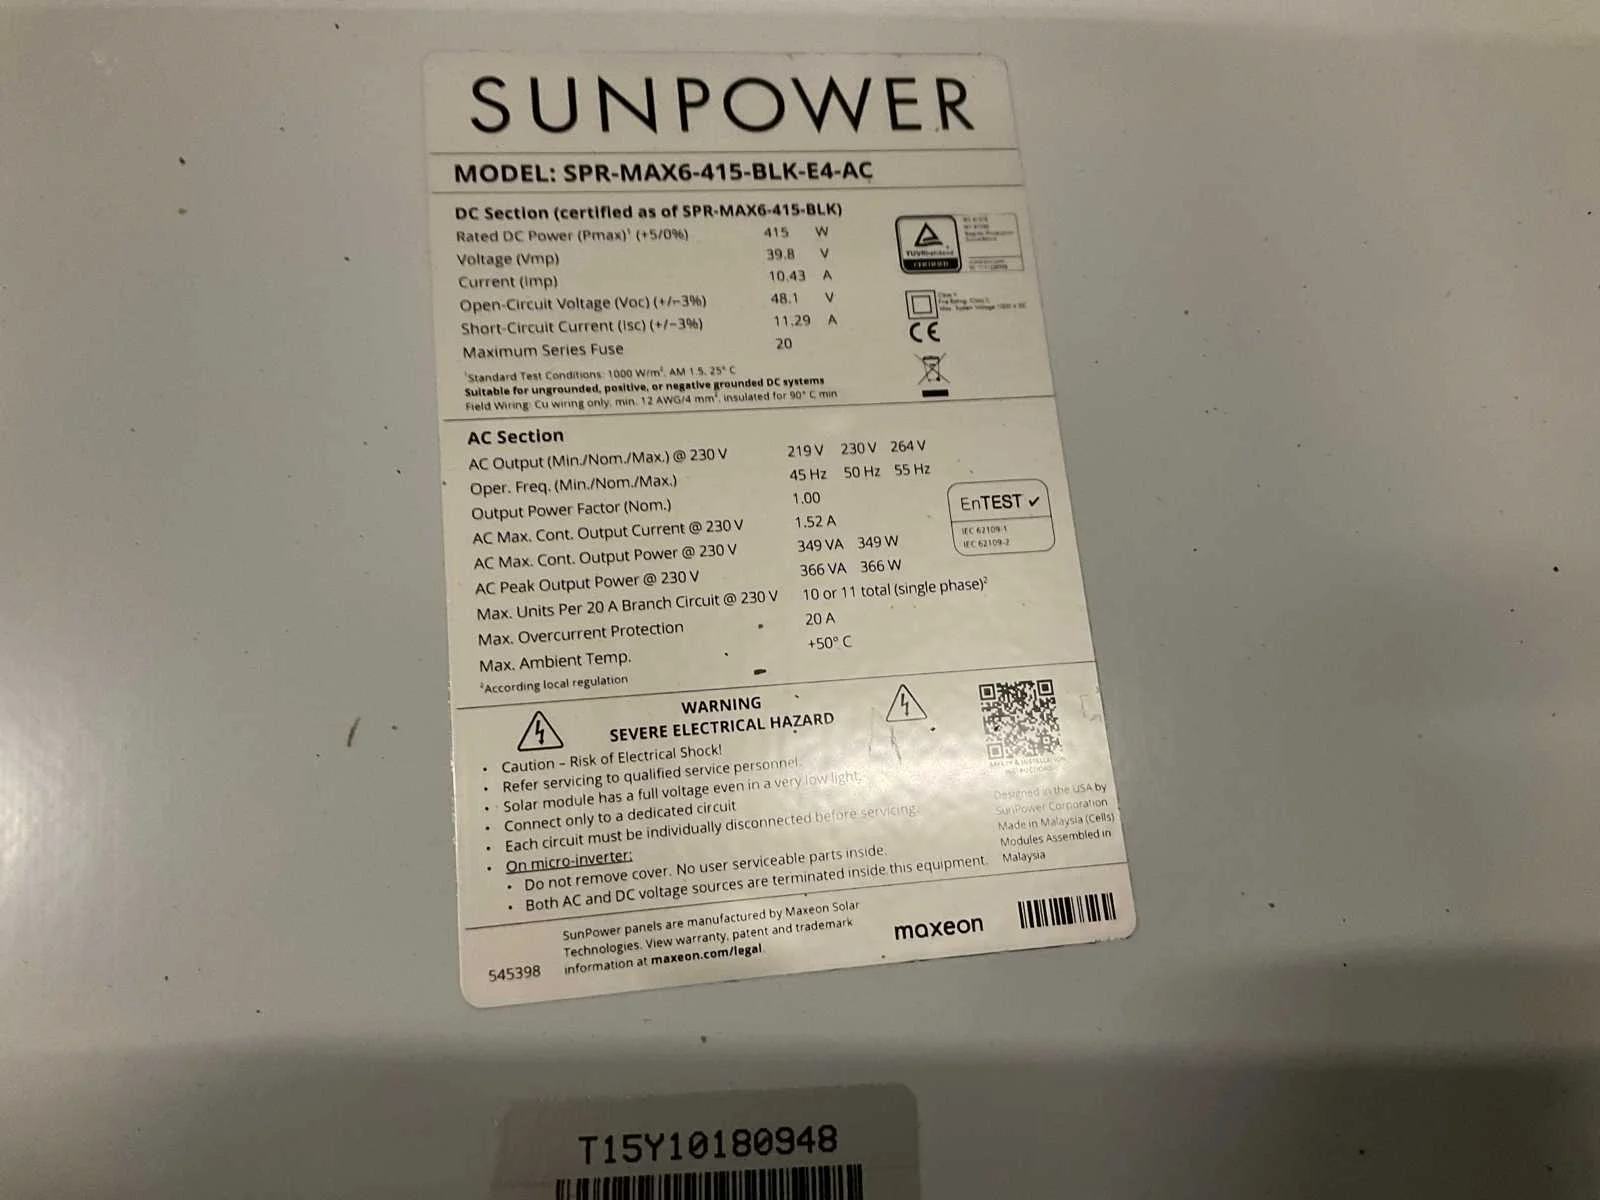 SUNPOWER
MODEL: SPR-MAX6-415-BLK-E4-AC
DC Section (certified as of SPR-MAX6-415-BLK)
Rated DC Power (Pmax)¹ (+5/0%) 415 W
Voltage (Vmp) 39.8 V
Current (Imp) 10.43 A
Open-Circuit Voltage (Voc) (+/−3%) 48.1 V
Short-Circuit Current (Isc) (+/−3%) 11.29 A
Maximum Series Fuse 20
¹Standard Test Conditions: 1000 W/m², AM 1.5, 25° C
Suitable for ungrounded, positive, or negative grounded DC systems
Field Wiring: Cu wiring only, min. 12 AWG/4 mm², insulated for 90° C min
TÜVRheinland
CERTIFIED
CE
AC Section
AC Output (Min./Nom./Max.) @ 230 V 219 V 230 V 264 V
Oper. Freq. (Min./Nom./Max.) 45 Hz 50 Hz 55 Hz
Output Power Factor (Nom.) 1.00
AC Max. Cont. Output Current @ 230 V 1.52 A
AC Max. Cont. Output Power @ 230 V 349 VA 349 W
AC Peak Output Power @ 230 V 366 VA 366 W
Max. Units Per 20 A Branch Circuit @ 230 V 10 or 11 total (single phase)²
Max. Overcurrent Protection 20 A
Max. Ambient Temp. +50° C
²According local regulation
EnTEST ✓
IEC 62109-1
IEC 62109-2
WARNING
SEVERE ELECTRICAL HAZARD
• Caution – Risk of Electrical Shock!
• Refer servicing to qualified service personnel.
• Solar module has a full voltage even in a very low light.
• Connect only to a dedicated circuit
• Each circuit must be individually disconnected before servicing.
• On micro-inverter:
• Do not remove cover. No user serviceable parts inside.
• Both AC and DC voltage sources are terminated inside this equipment.
SAFETY & INSTALLATION
INSTRUCTIONS
Designed in the USA by
SunPower Corporation
Made in Malaysia (Cells)
Modules Assembled in
Malaysia
545398
SunPower panels are manufactured by Maxeon Solar
Technologies. View warranty, patent and trademark
information at maxeon.com/legal.
maxeon
T15Y10180948